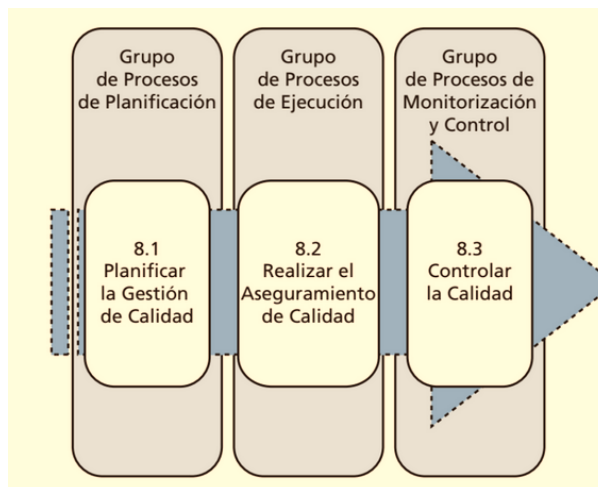 Grupo
de Procesos
de Planificación
Grupo
de Procesos
de Ejecución
Grupo
de Procesos de
Monitorización
y Control
8.1
Planificar
la Gestión
de Calidad
8.2
Realizar el
Aseguramiento
de Calidad
8.3
Controlar
la Calidad